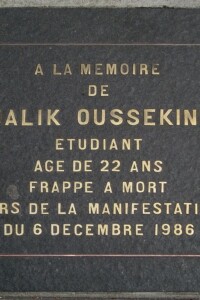 A LA MEMOIRE
DE
ALIK OUSSEKIN
ETUDIANT
AGE DE 22 ANS
FRAPPE A MORT
RS DE LA MANIFESTATI
DU 6 DECEMBRE 1986